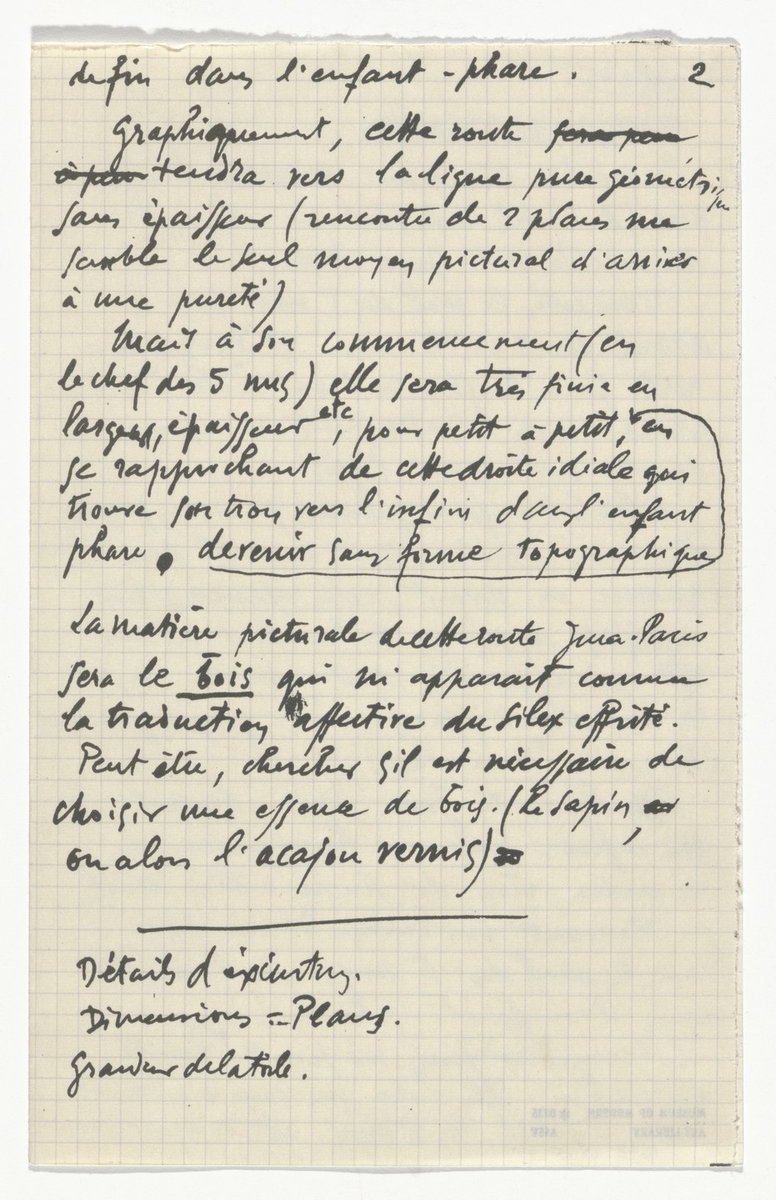 de fin dans l'enfant-phare. 2
Graphiquement, cette route
tendra vers la ligne pure géométrique
sans épaisseur (rencontre de 2 plans me
semble le seul moyen pictural d'arriver
à une pureté)
Mais à son commencement (en
le chef des 5 nus) elle sera très finie en
largeur, épaisseur etc, pour petit à petit, en
se rapprochant de cette droite idéale qui
trouve son trou vers l'infini dans l'enfant
phare. devenir sans forme topographique
La matière picturale de cette route Jura-Paris
sera le bois qui m'apparait comme
la traduction affective du silex effrité.
Peut être, chercher s'il est nécessaire de
choisir une essence de bois. (Le sapin,
ou alors l'acajou vernis)
Détails d'exécution.
Dimensions = Plans.
Grandeur de la toile.
MUSEUM OF MODERN